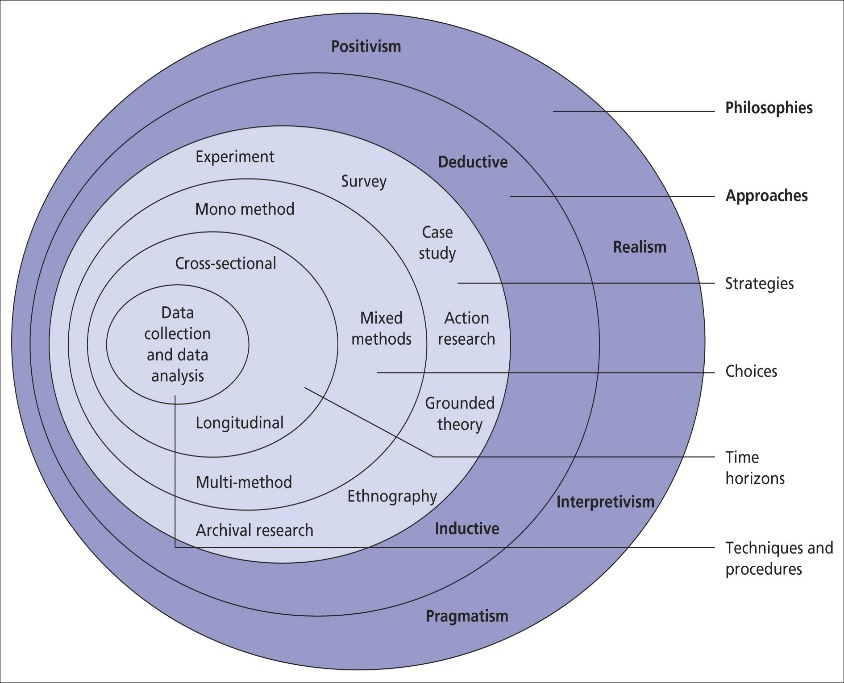 Positivism
Philosophies
Experiment
Deductive
Survey
Approaches
Mono method
Case
study
Realism
Cross-sectional
Strategies
Data
collection
and data
analysis
Mixed
methods
Action
research
Choices
Grounded
theory
Longitudinal
Time
horizons
Multi-method
Ethnography
Interpretivism
Archival research
Inductive
Techniques and
procedures
Pragmatism